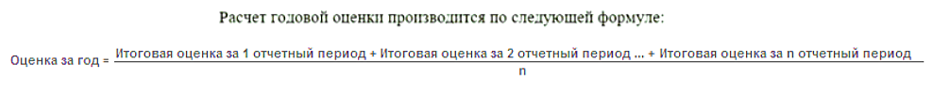 Расчет годовой оценки производится по следующей формуле:
Оценка за год = Итоговая оценка за 1 отчетный период + Итоговая оценка за 2 отчетный период ... + Итоговая оценка за n отчетный период
n